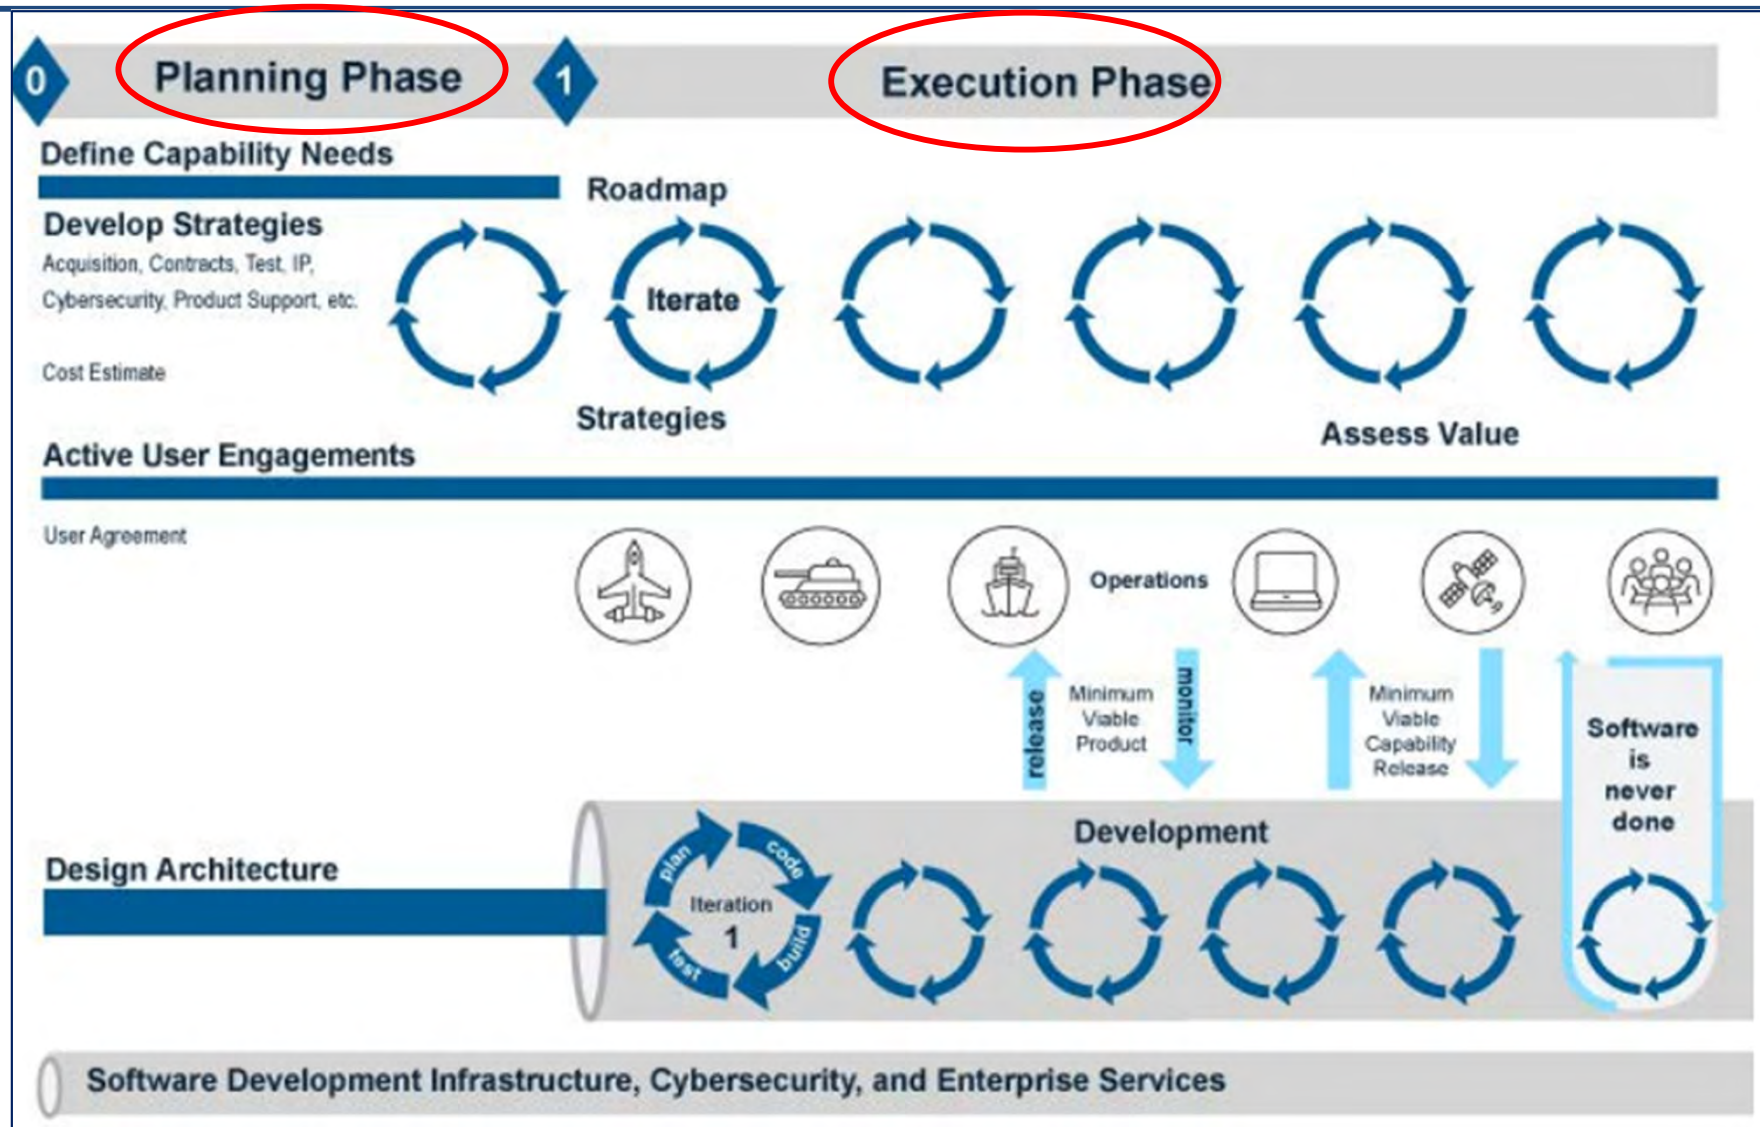 0
Planning Phase
1
Execution Phase
Define Capability Needs
Roadmap
Develop Strategies
Acquisition, Contracts, Test, IP,
Cybersecurity, Product Support, etc.
Iterate
Cost Estimate
Strategies
Assess Value
Active User Engagements
User Agreement
Operations
release
Minimum
Viable
Product
monitor
Minimum
Viable
Capability
Release
Software
is
never
done
Development
Design Architecture
plan
code
Iteration
1
test
build
Software Development Infrastructure, Cybersecurity, and Enterprise Services